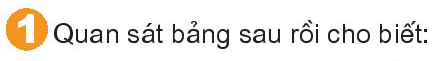 1 Quan sát bảng sau rồi cho biết: